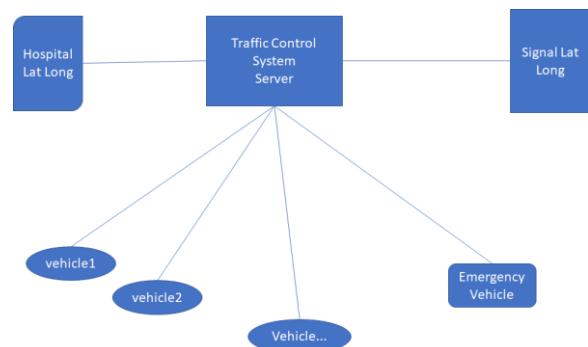 Hospital
Lat Long
Traffic Control
System
Server
Signal Lat
Long
vehicle1
vehicle2
Vehicle...
Emergency
Vehicle